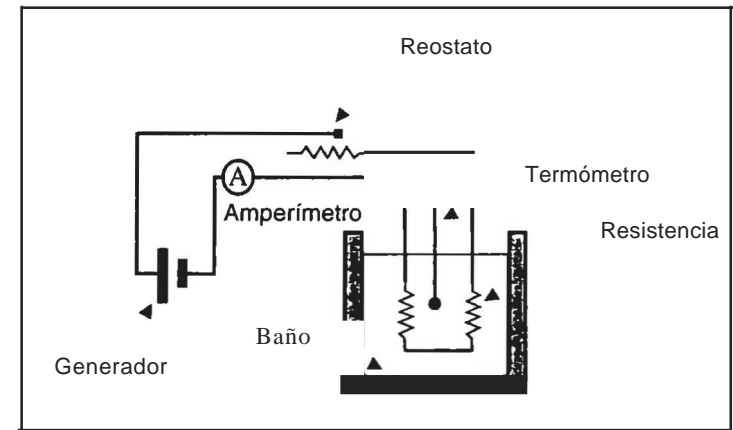 Reostato
Termómetro
A
Amperímetro
Resistencia
Baño
Generador